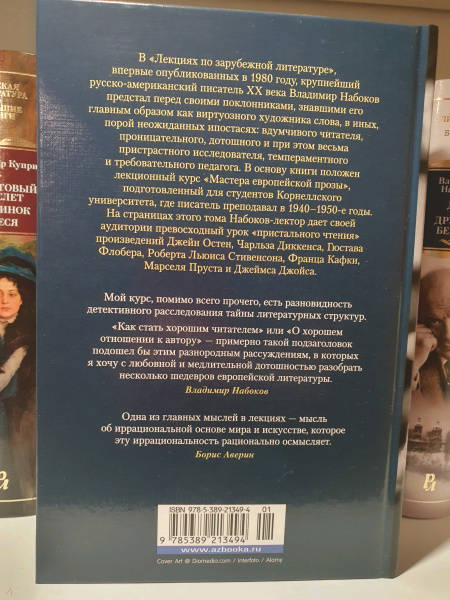 В «Лекциях по зарубежной литературе»,
впервые опубликованных в 1980 году, крупнейший
русско-американский писатель XX века Владимир Набоков
предстал перед своими поклонниками, знавшими его
главным образом как виртуозного художника слова, в иных,
порой неожиданных ипостасях: вдумчивого читателя,
проницательного, дотошного и при этом весьма
пристрастного исследователя, темпераментного
и требовательного педагога. В основу книги положен
лекционный курс «Мастера европейской прозы»,
подготовленный для студентов Корнеллского
университета, где писатель преподавал в 1940–1950-е годы.
На страницах этого тома Набоков-лектор дает своей
аудитории превосходный урок «пристального чтения»
произведений Джейн Остен, Чарльза Диккенса, Гюстава
Флобера, Роберта Льюиса Стивенсона, Франца Кафки,
Марселя Пруста и Джеймса Джойса.
Мой курс, помимо всего прочего, есть разновидность
детективного расследования тайны литературных структур.
«Как стать хорошим читателем» или «О хорошем
отношении к автору» — примерно такой подзаголовок
подошел бы этим разнородным рассуждениям, в которых
я хочу с любовной и медлительной дотошностью разобрать
несколько шедевров европейской литературы.
Владимир Набоков
Одна из главных мыслей в лекциях — мысль
об иррациональной основе мира и искусстве, которое
эту иррациональность рационально осмысляет.
Борис Аверин
ISBN 978-5-389-21349-4
01
9 785389 213494
www.azbooka.ru
Cover Art @ Diomedia.com / Interfoto / Alamy